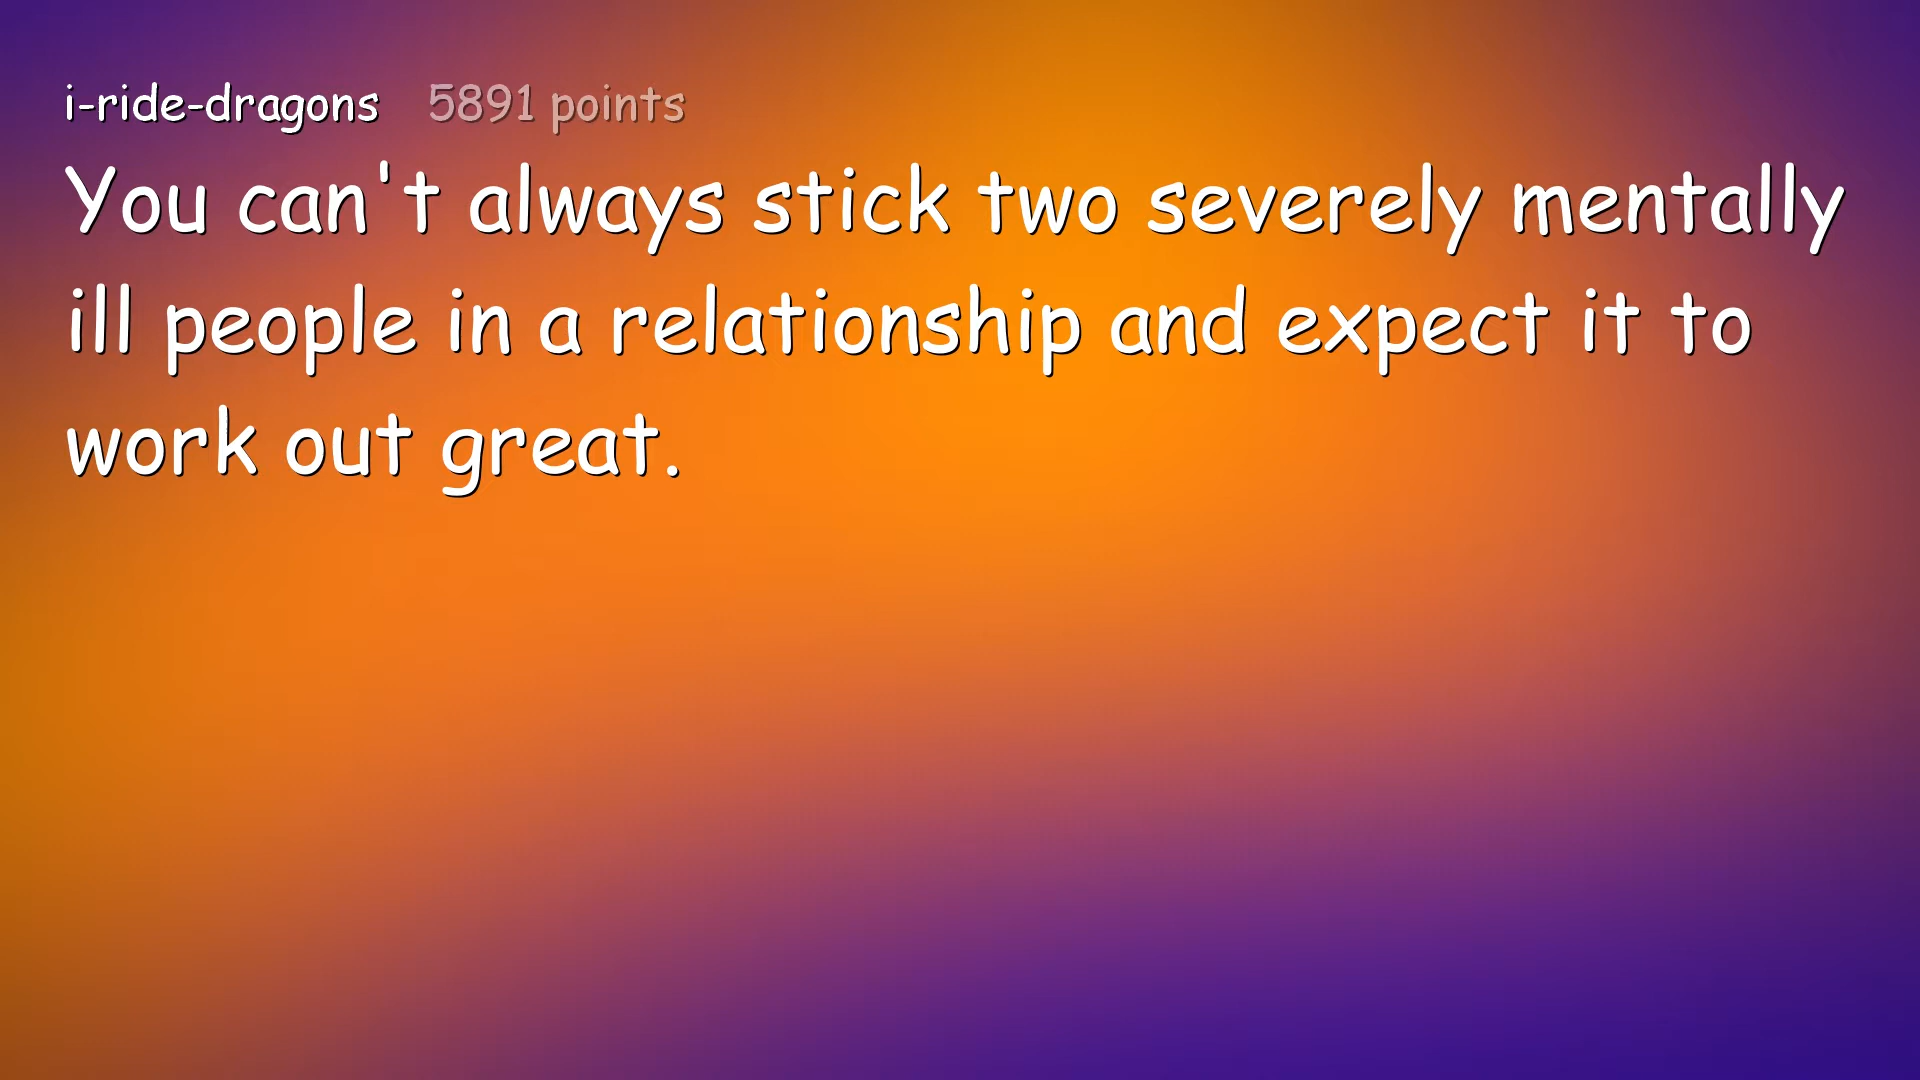 i-ride-dragons 5891 points
You can't always stick two severely mentally
ill people in a relationship and expect it to
work out great.